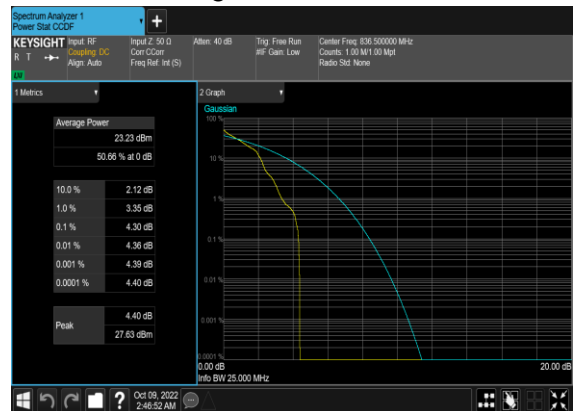 Spectrum Analyzer 1
Power Stat CCDF
+
KEYSIGHT Input: RF Input Z: 50 Ω Atten: 40 dB Trig: Free Run Center Freq: 836.500000 MHz
R T Coupling: DC Corr CCorr #IF Gain: Low Counts: 1.00 M/1.00 Mpt
Align: Auto Freq Ref: Int (S) Radio Std: None
1 Metrics
2 Graph
Average Power
23.23 dBm
50.66 % at 0 dB
10.0 % 2.12 dB
1.0 % 3.35 dB
0.1 % 4.30 dB
0.01 % 4.36 dB
0.001 % 4.39 dB
0.0001 % 4.40 dB
Peak 4.40 dB
27.63 dBm
Gaussian
100 %
10 %
1 %
0.1 %
0.01 %
0.001 %
0.0001 %
0.00 dB 20.00 dB
Info BW 25.000 MHz
? Oct 09, 2022
2:46:52 AM